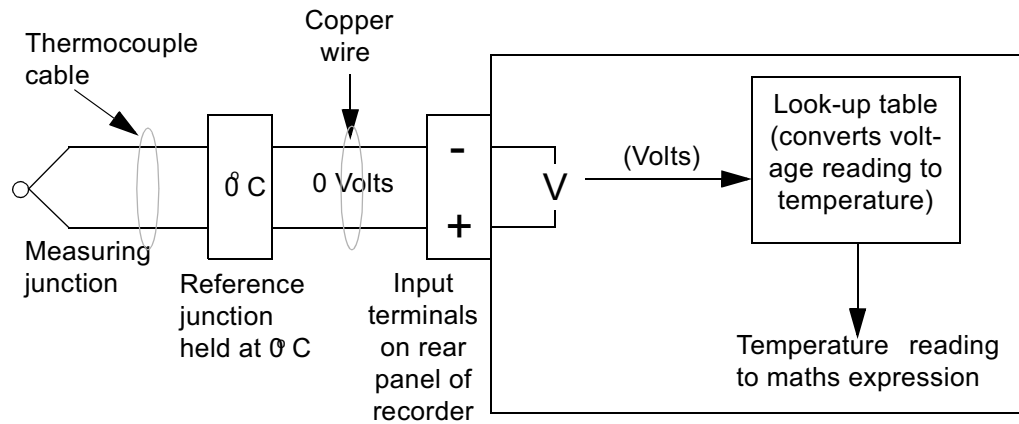 Thermocouple
cable
Copper
wire
Measuring
junction
0° C
Reference
junction
held at 0° C
0 Volts
-
+
Input
terminals
on rear
panel of
recorder
V
(Volts)
Look-up table
(converts volt-
age reading to
temperature)
Temperature reading
to maths expression